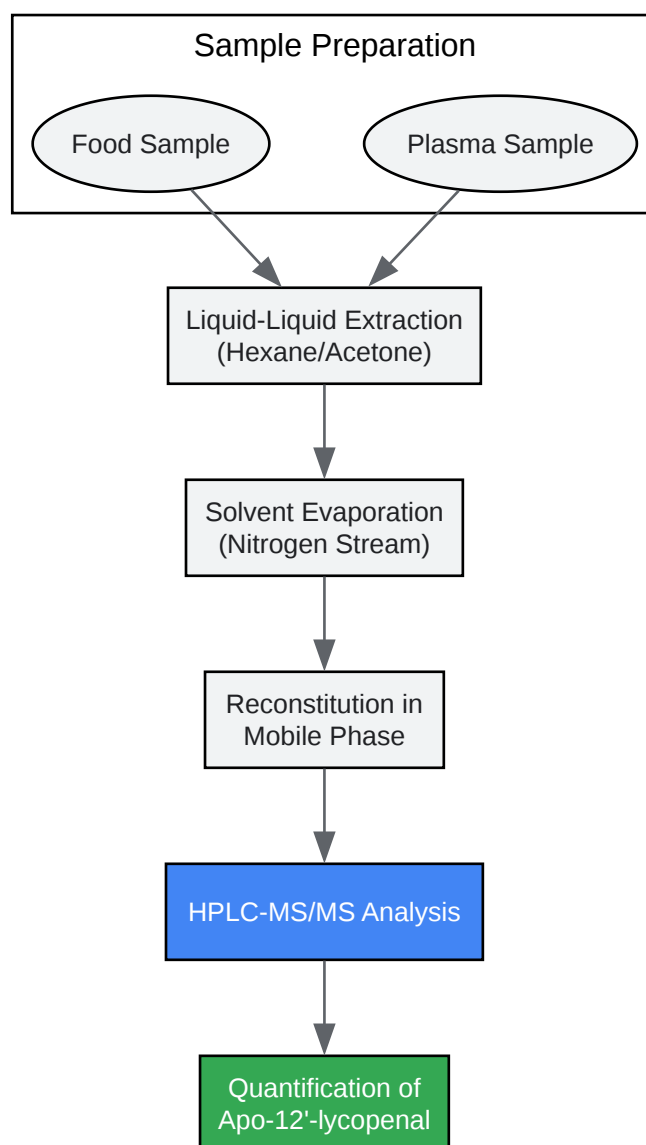 Sample Preparation
Food Sample
Plasma Sample
Liquid-Liquid Extraction
(Hexane/Acetone)
Solvent Evaporation
(Nitrogen Stream)
Reconstitution in
Mobile Phase
HPLC-MS/MS Analysis
Quantification of
Apo-12'-lycopenal